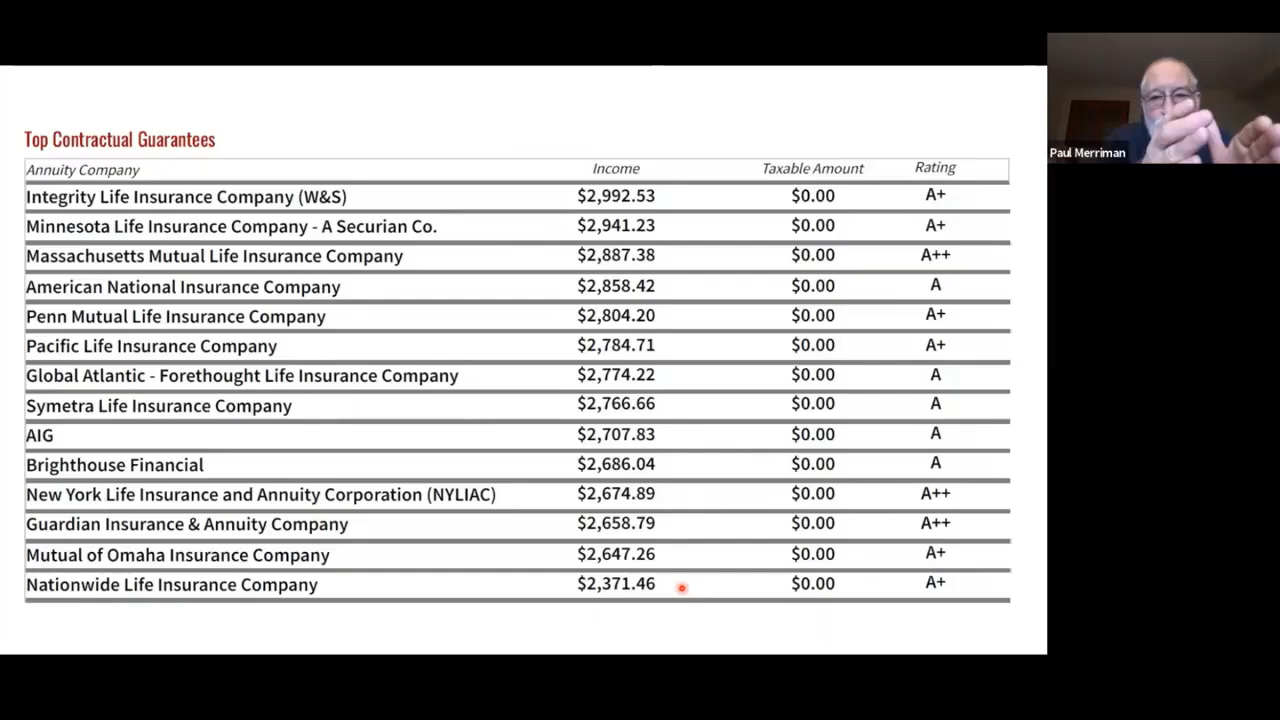 Top Contractual Guarantees
Annuity Company Income Taxable Amount Rating
Integrity Life Insurance Company (W&S) $2,992.53 $0.00 A+
Minnesota Life Insurance Company - A Securian Co. $2,941.23 $0.00 A+
Massachusetts Mutual Life Insurance Company $2,887.38 $0.00 A++
American National Insurance Company $2,858.42 $0.00 A
Penn Mutual Life Insurance Company $2,804.20 $0.00 A+
Pacific Life Insurance Company $2,784.71 $0.00 A+
Global Atlantic - Forethought Life Insurance Company $2,774.22 $0.00 A
Symetra Life Insurance Company $2,766.66 $0.00 A
AIG $2,707.83 $0.00 A
Brighthouse Financial $2,686.04 $0.00 A
New York Life Insurance and Annuity Corporation (NYLIAC) $2,674.89 $0.00 A++
Guardian Insurance & Annuity Company $2,658.79 $0.00 A++
Mutual of Omaha Insurance Company $2,647.26 $0.00 A+
Nationwide Life Insurance Company $2,371.46 $0.00 A+
Paul Merriman